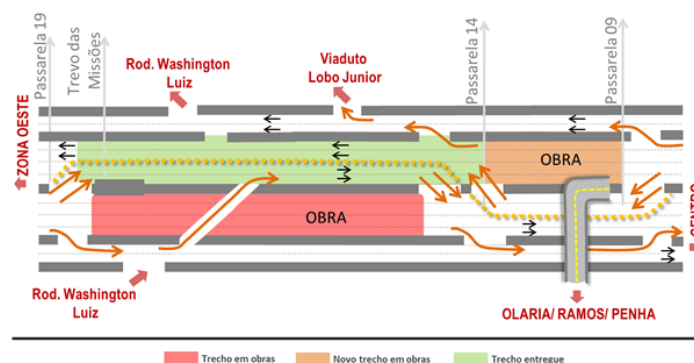 Passarela 19
Trevo das
Missões
Rod. Washington
Luiz
Viaduto
Lobo Junior
Passarela 14
Passarela 09
ZONA OESTE
OBRA
OBRA
CENTRO
Rod. Washington
Luiz
OLARIA/ RAMOS/ PENHA
Trecho em obras
Novo trecho em obras
Trecho entregue